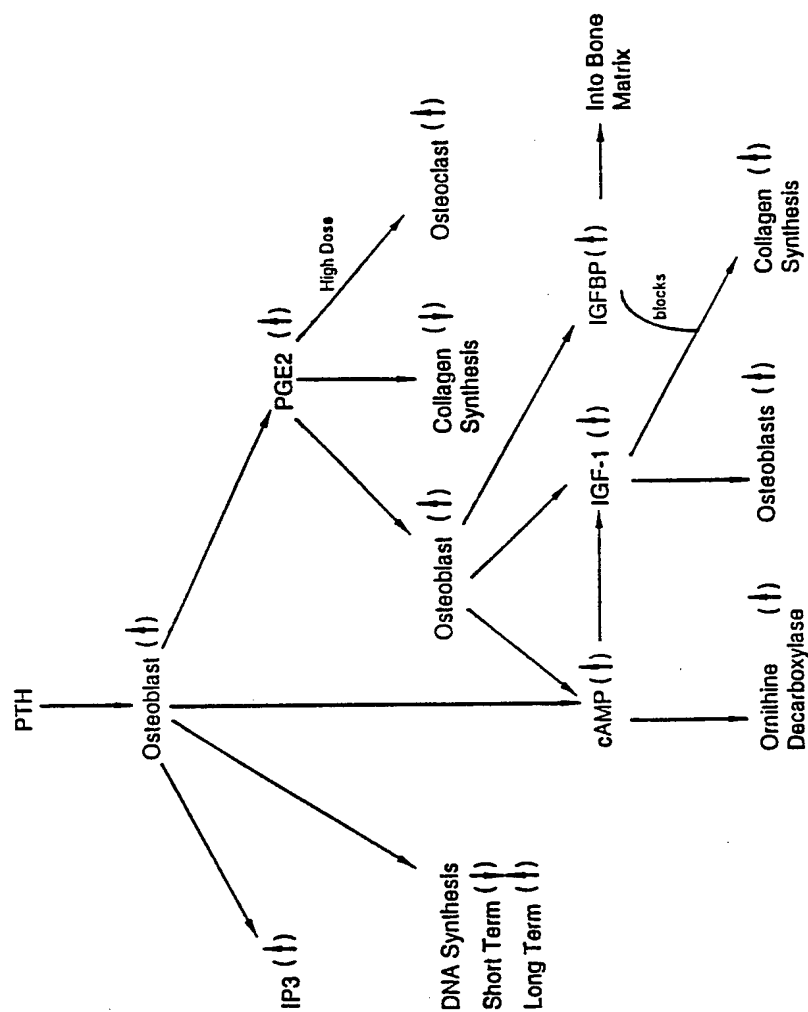 PTH
Osteoblast (↑)
IP3 (↑)
PGE2 (↑)
High Dose
DNA Synthesis
Short Term (↓)
Long Term (↑)
Osteoblast (↑)
Collagen (↓)
Synthesis
Osteoclast (↑)
cAMP (↑)
IGF-1 (↑)
IGFBP (↑)
Into Bone
Matrix
blocks
Ornithine (↑)
Decarboxylase
Osteoblasts (↑)
Collagen (↑)
Synthesis